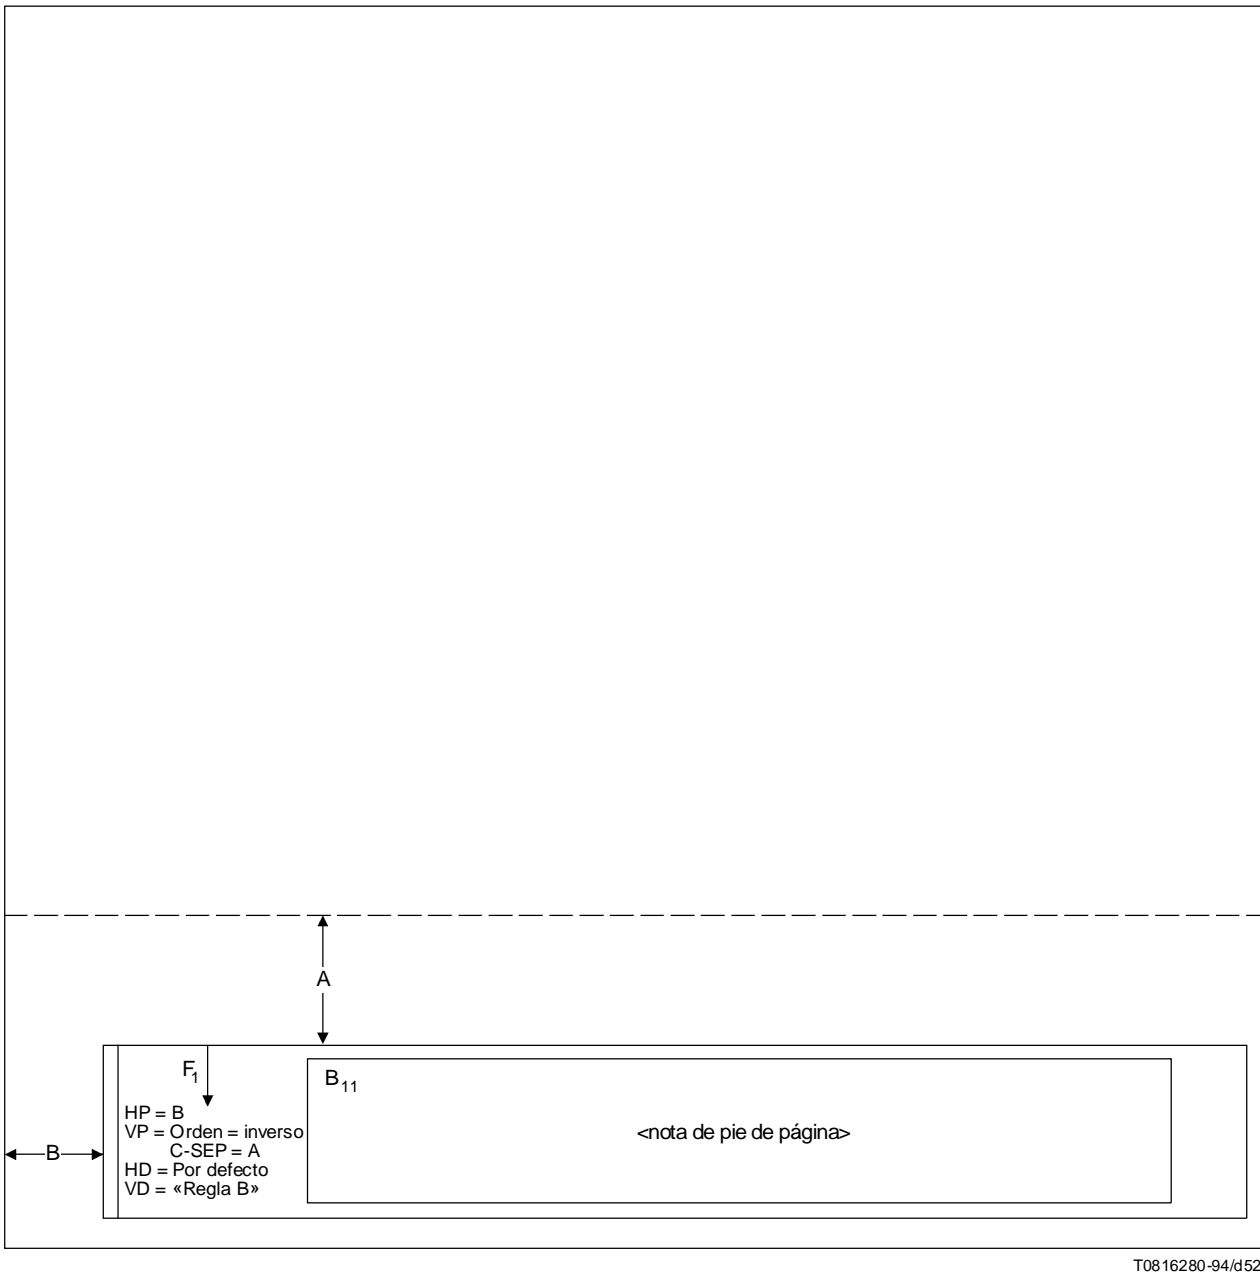 A
F1
B11
HP = B
VP = Orden = inverso
<nota de pie de página>
C-SEP = A
B
HD = Por defecto
VD = «Regla B»
T0816280-94/d52